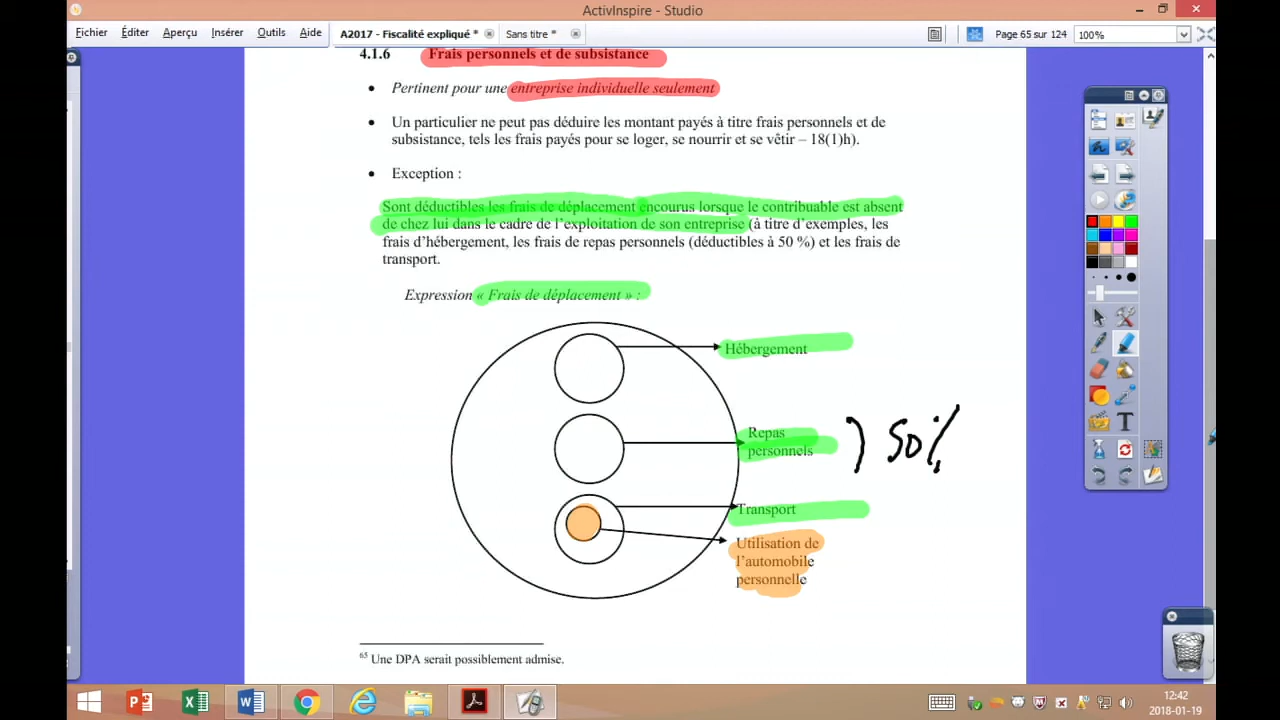 ActivInspire - Studio
Fichier Éditer Aperçu Insérer Outils Aide A2017 - Fiscalité expliqué * Sans titre * Page 65 sur 124 100%
4.1.6 Frais personnels et de subsistance
• Pertinent pour une entreprise individuelle seulement
• Un particulier ne peut pas déduire les montant payés à titre frais personnels et de
subsistance, tels les frais payés pour se loger, se nourrir et se vêtir – 18(1)h).
• Exception :
Sont déductibles les frais de déplacement encourus lorsque le contribuable est absent
de chez lui dans le cadre de l’exploitation de son entreprise (à titre d’exemples, les
frais d’hébergement, les frais de repas personnels (déductibles à 50 %) et les frais de
transport.
Expression « Frais de déplacement » :
Hébergement
Repas
personnels
50%
Transport
Utilisation de
l’automobile
personnelle
65 Une DPA serait possiblement admise.
12:42
2018-01-19